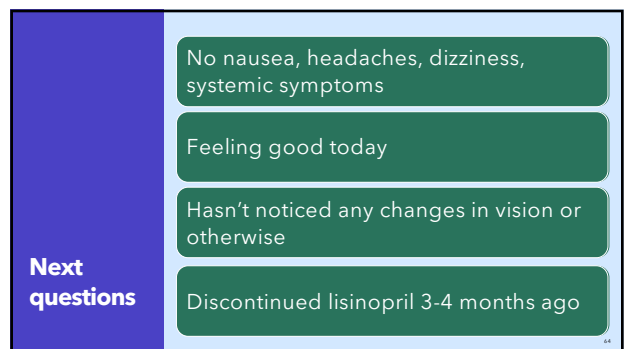 No nausea, headaches, dizziness,
systemic symptoms
Feeling good today
Hasn't noticed any changes in vision or
otherwise
Next
questions
Discontinued lisinopril 3-4 months ago
64